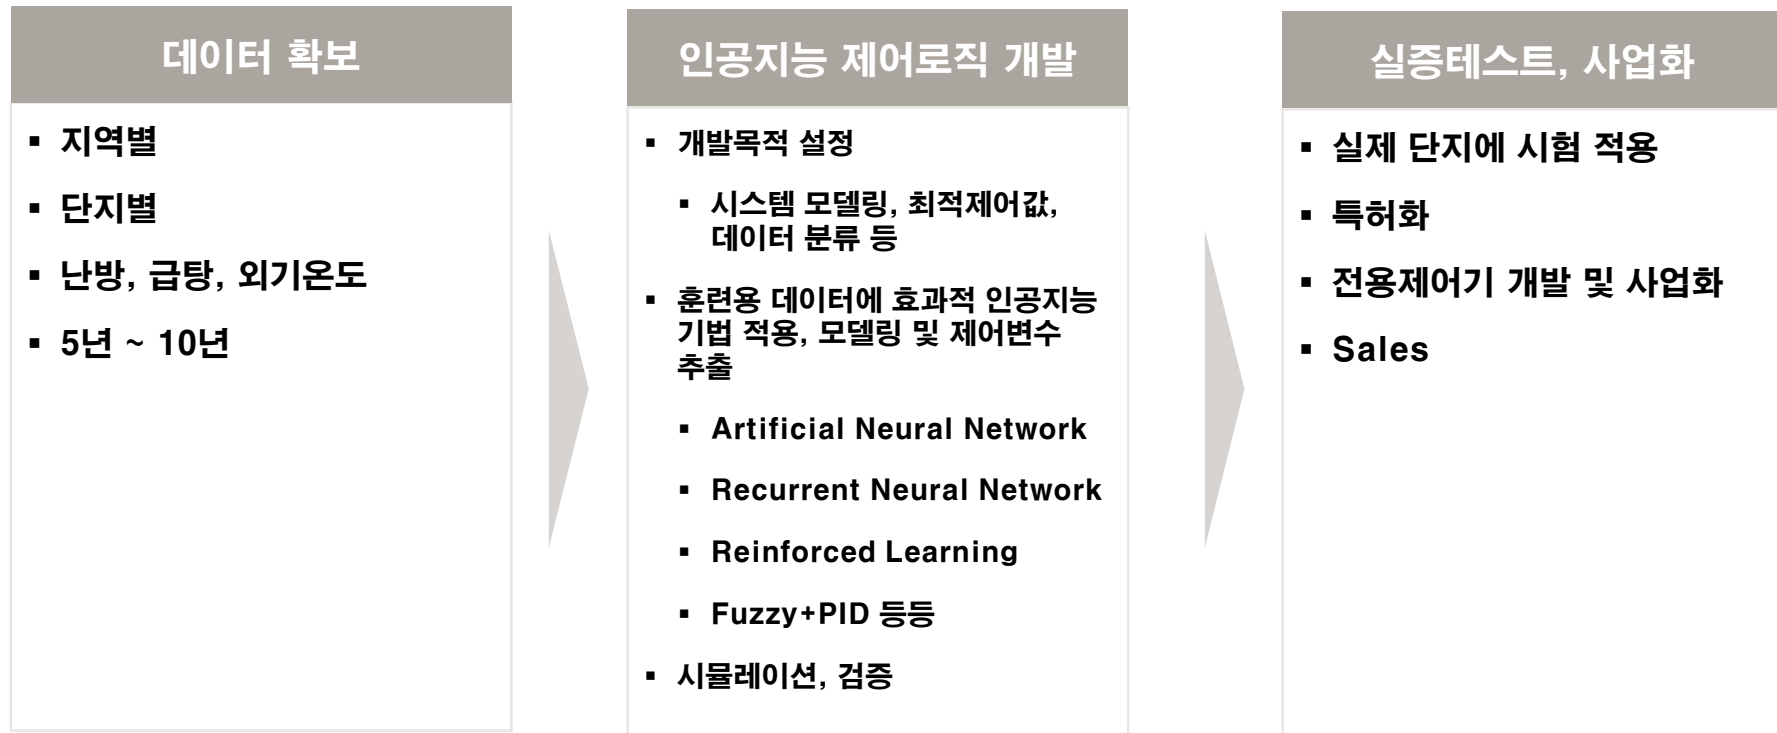 데이터 확보
▪ 지역별
▪ 단지별
▪ 난방, 급탕, 외기온도
▪ 5년 ~ 10년
인공지능 제어로직 개발
▪ 개발목적 설정
▪ 시스템 모델링, 최적제어값,
데이터 분류 등
▪ 훈련용 데이터에 효과적 인공지능
기법 적용, 모델링 및 제어변수
추출
▪ Artificial Neural Network
▪ Recurrent Neural Network
▪ Reinforced Learning
▪ Fuzzy+PID 등등
▪ 시뮬레이션, 검증
실증테스트, 사업화
▪ 실제 단지에 시험 적용
▪ 특허화
▪ 전용제어기 개발 및 사업화
▪ Sales